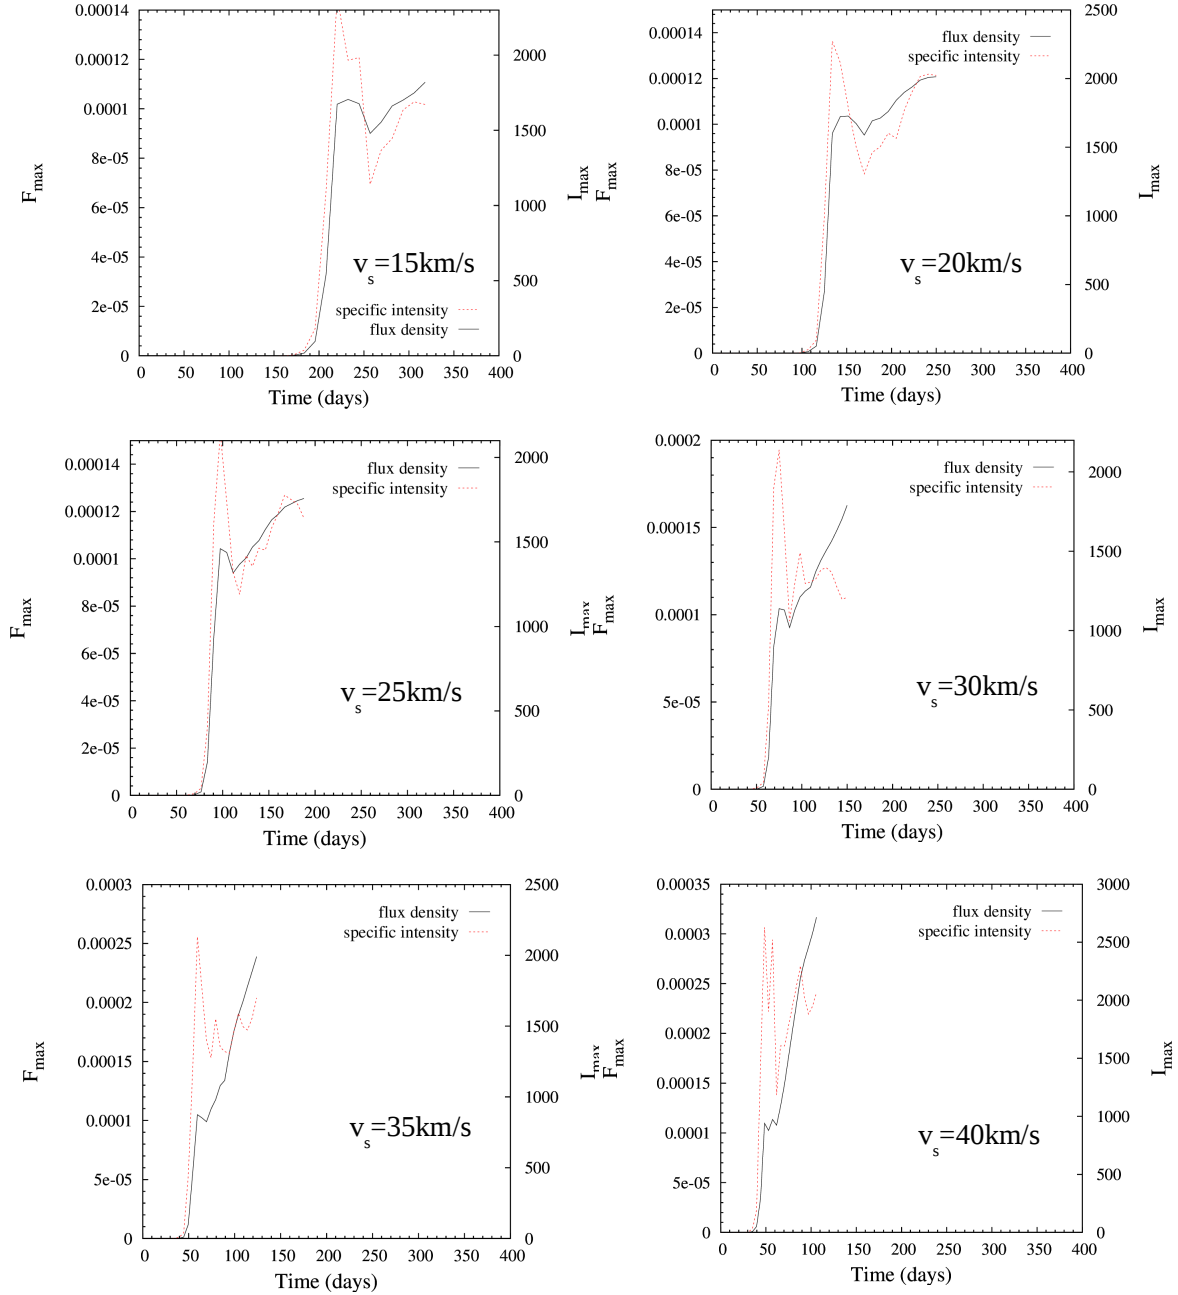 0.00014
0.00012
0.0001
8e-05
6e-05
4e-05
2e-05
0
F_max
2000
1500
1000
500
0
I_max
v_s=15km/s
specific intensity
flux density
0 50 100 150 200 250 300 350 400
Time (days)
0.00014
0.00012
0.0001
8e-05
6e-05
4e-05
2e-05
0
F_max
2500
2000
1500
1000
500
0
I_max
flux density
specific intensity
v_s=20km/s
0 50 100 150 200 250 300 350 400
Time (days)
0.00014
0.00012
0.0001
8e-05
6e-05
4e-05
2e-05
0
F_max
2000
1500
1000
500
0
I_max
flux density
specific intensity
v_s=25km/s
0 50 100 150 200 250 300 350 400
Time (days)
0.0002
0.00015
0.0001
5e-05
0
F_max
2000
1500
1000
500
0
I_max
flux density
specific intensity
v_s=30km/s
0 50 100 150 200 250 300 350 400
Time (days)
0.0003
0.00025
0.0002
0.00015
0.0001
5e-05
0
F_max
2500
2000
1500
1000
500
0
I_max
flux density
specific intensity
v_s=35km/s
0 50 100 150 200 250 300 350 400
Time (days)
0.00035
0.0003
0.00025
0.0002
0.00015
0.0001
5e-05
0
F_max
3000
2500
2000
1500
1000
500
0
I_max
flux density
specific intensity
v_s=40km/s
0 50 100 150 200 250 300 350 400
Time (days)